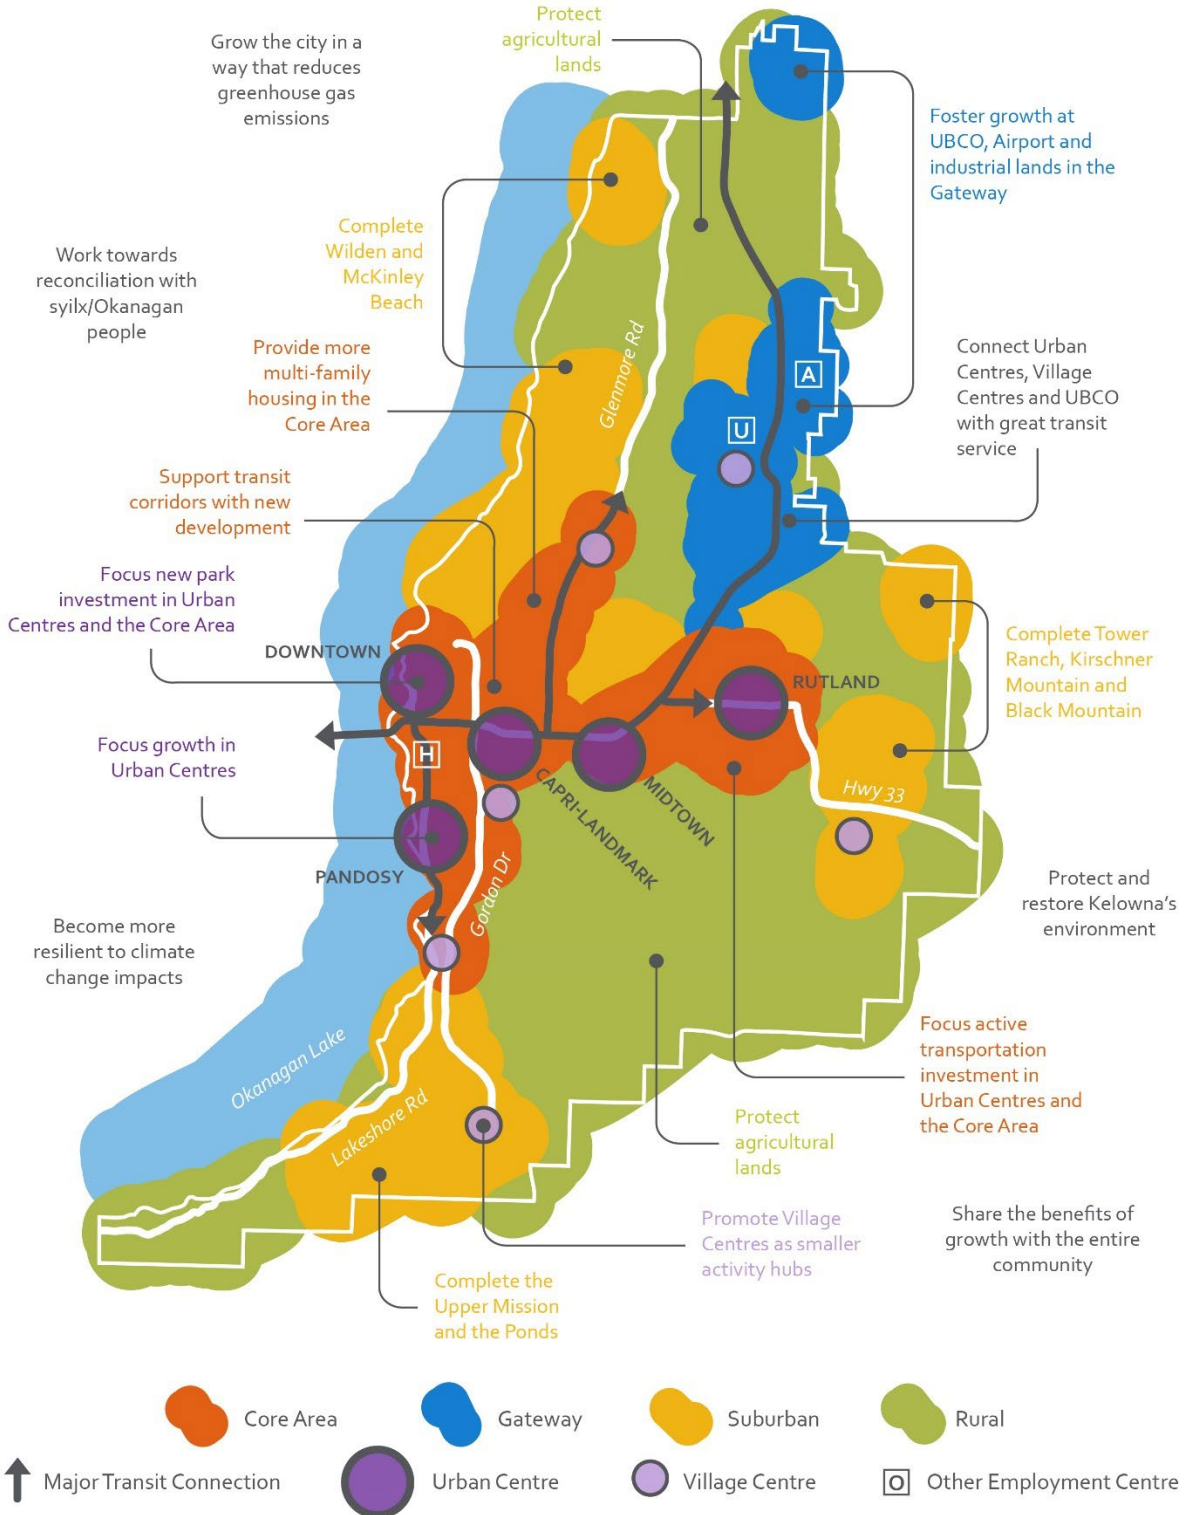 Protect
agricultural
lands
Grow the city in a
way that reduces
greenhouse gas
emissions
Foster growth at
UBCO, Airport and
industrial lands in the
Gateway
Complete
Wilden and
McKinley
Beach
Work towards
reconciliation with
syilx/Okanagan
people
Provide more
multi-family
housing in the
Core Area
Glenmore Rd
A
U
Connect Urban
Centres, Village
Centres and UBCO
with great transit
service
Support transit
corridors with new
development
Focus new park
investment in Urban
Centres and the Core Area
DOWNTOWN
RUTLAND
Complete Tower
Ranch, Kirschner
Mountain and
Black Mountain
Focus growth in
Urban Centres
H
CAPRI-LANDMARK
MIDTOWN
Hwy 33
PANDOSY
Gordon Dr
Protect and
restore Kelowna's
environment
Become more
resilient to climate
change impacts
Okanagan Lake
Lakeshore Rd
Focus active
transportation
investment in
Urban Centres and
the Core Area
Protect
agricultural
lands
Promote Village
Centres as smaller
activity hubs
Share the benefits of
growth with the entire
community
Complete the
Upper Mission
and the Ponds
Core Area
Gateway
Suburban
Rural
Major Transit Connection
Urban Centre
Village Centre
O
Other Employment Centre